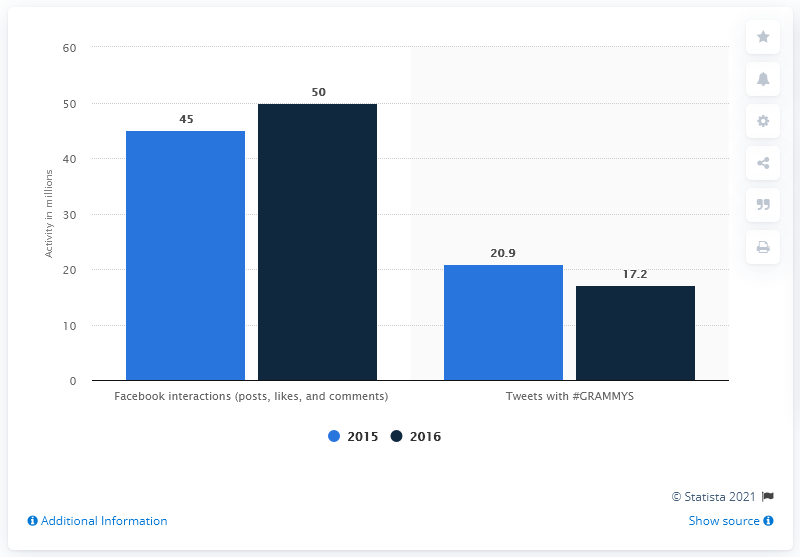 60
50
40
30
20
10
0
Activity in millions
45
50
20.9
17.2
Facebook interactions (posts, likes, and comments)
Tweets with #GRAMMYS
2015
2016
© Statista 2021
Additional Information
Show source